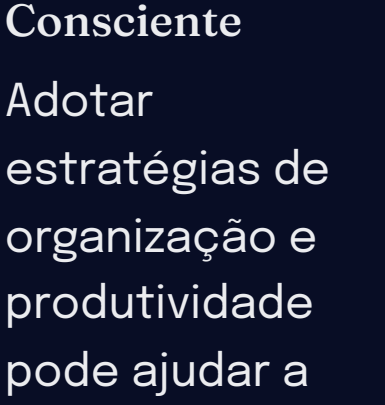 Consciente
Adotar
estratégias de
organização e
produtividade
pode ajudar a